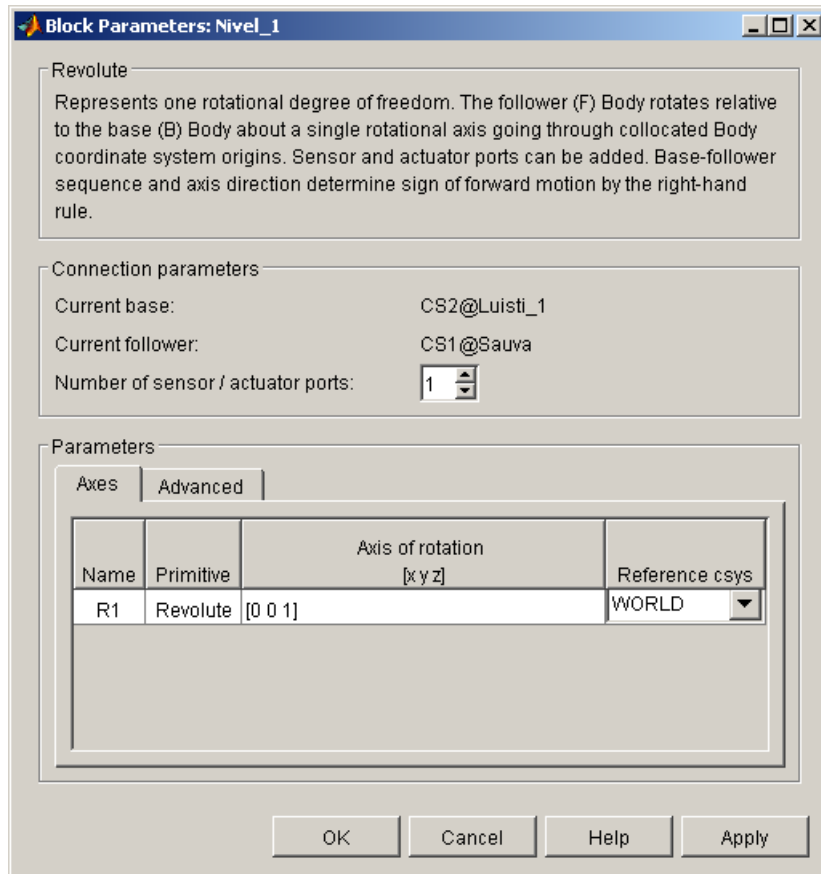 Block Parameters: Nivel_1
Revolute
Represents one rotational degree of freedom. The follower (F) Body rotates relative
to the base (B) Body about a single rotational axis going through collocated Body
coordinate system origins. Sensor and actuator ports can be added. Base-follower
sequence and axis direction determine sign of forward motion by the right-hand
rule.
Connection parameters
Current base: CS2@Luisti_1
Current follower: CS1@Sauva
Number of sensor / actuator ports: 1
Parameters
Axes Advanced
Name Primitive Axis of rotation [x y z] Reference csys
R1 Revolute [0 0 1] WORLD
OK Cancel Help Apply